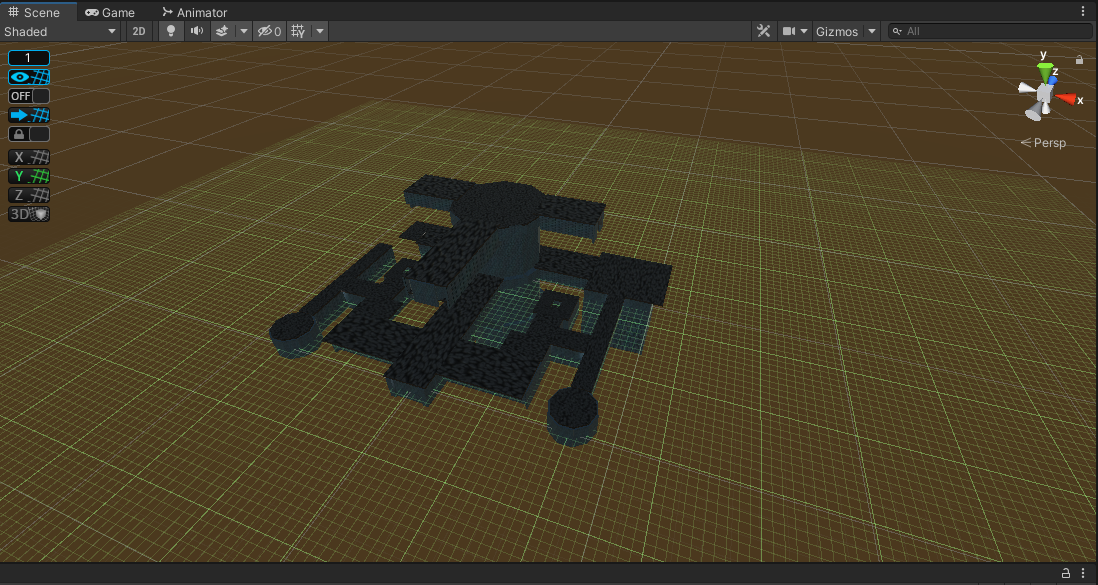 Scene Game Animator
Shaded 2D 0 Gizmos All
1
OFF
X
Y
Z
3D
y
z
x
Persp